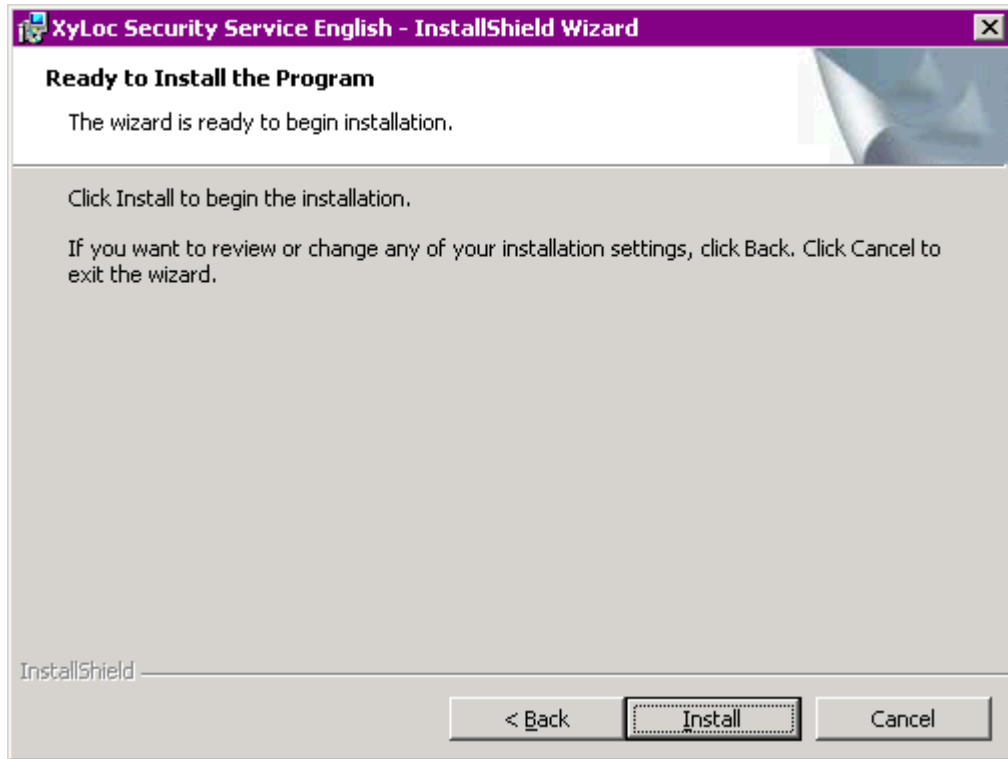 XyLoc Security Service English - InstallShield Wizard
Ready to Install the Program
The wizard is ready to begin installation.
Click Install to begin the installation.
If you want to review or change any of your installation settings, click Back. Click Cancel to
exit the wizard.
InstallShield
< Back Install Cancel